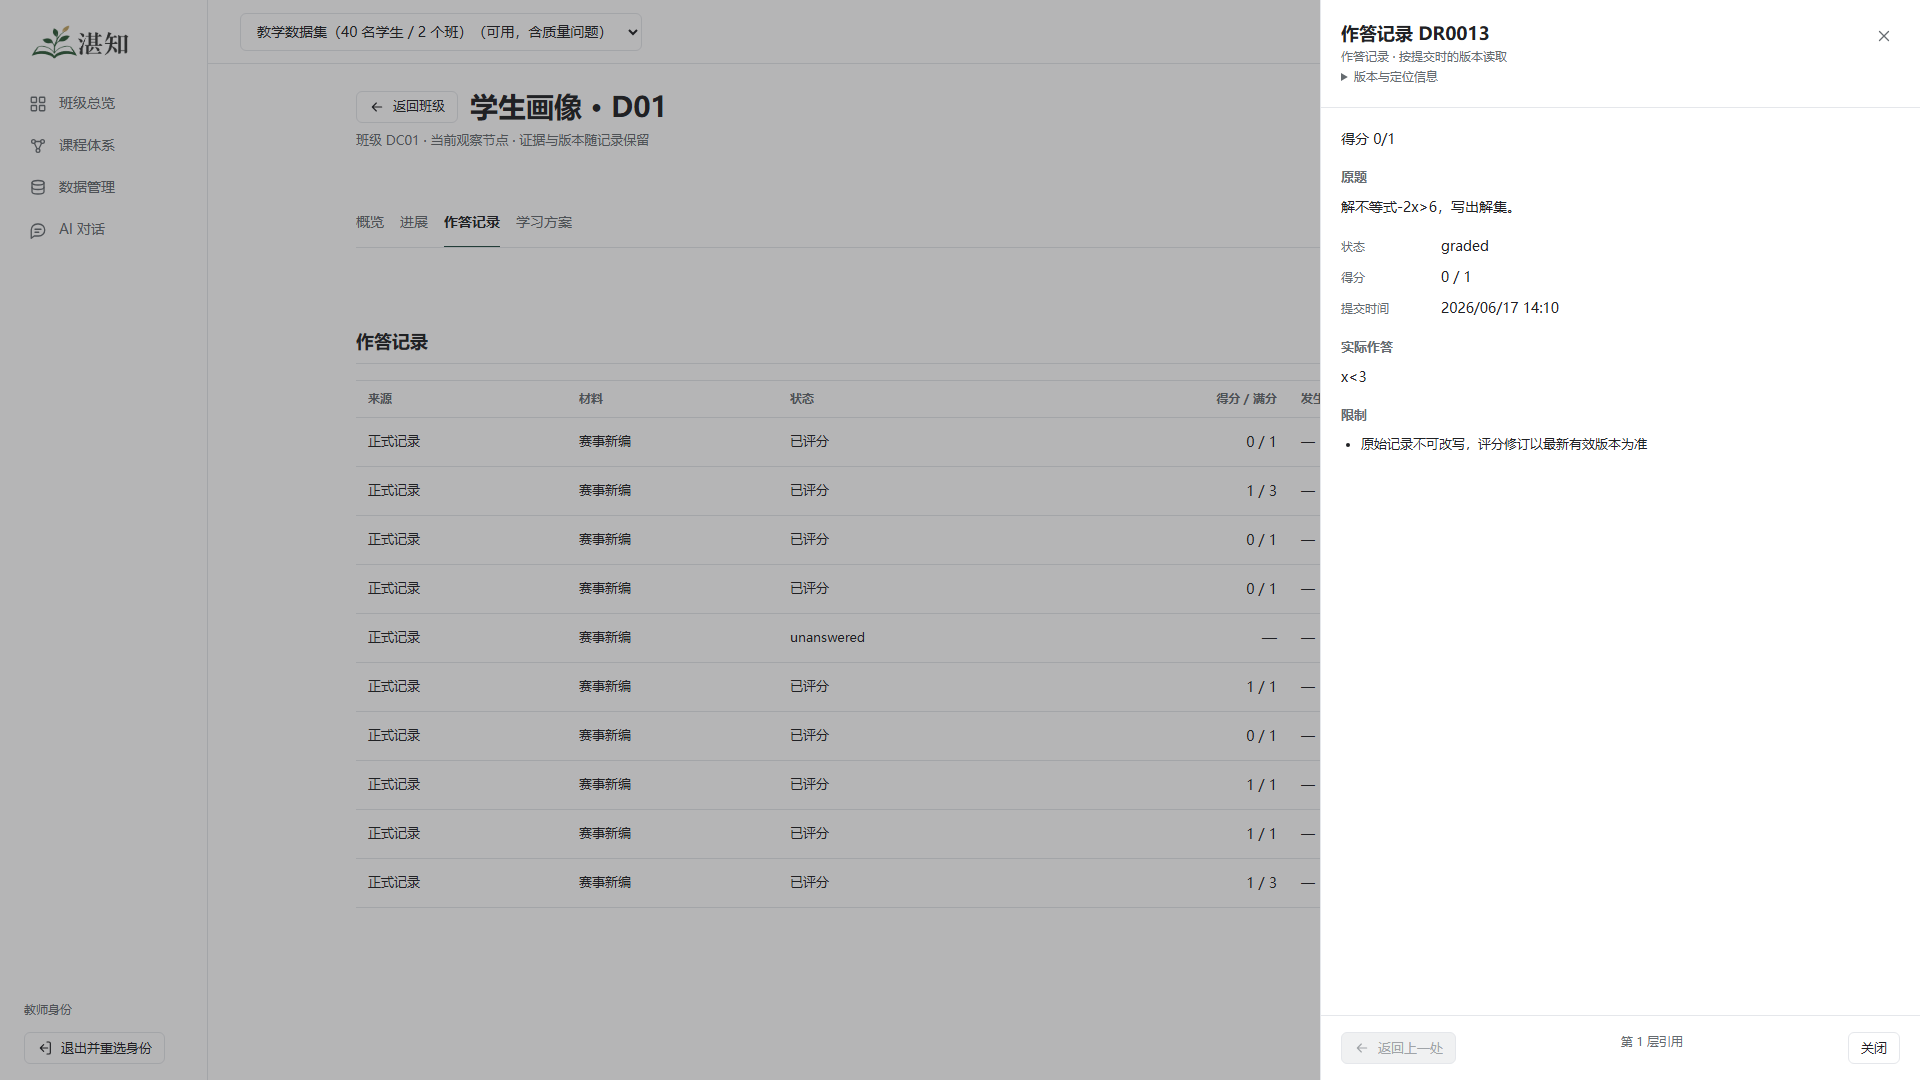 湛知
班级总览
课程体系
数据管理
AI 对话
教师身份
退出并重选身份
教学数据集（40 名学生 / 2 个班）（可用，含质量问题）
返回班级
学生画像 • D01
班级 DC01 · 当前观察节点 · 证据与版本随记录保留
概览 进展 作答记录 学习方案
作答记录
来源 材料 状态 得分 / 满分 发生
正式记录 赛事新编 已评分 0 / 1 —
正式记录 赛事新编 已评分 1 / 3 —
正式记录 赛事新编 已评分 0 / 1 —
正式记录 赛事新编 已评分 0 / 1 —
正式记录 赛事新编 unanswered — —
正式记录 赛事新编 已评分 1 / 1 —
正式记录 赛事新编 已评分 0 / 1 —
正式记录 赛事新编 已评分 1 / 1 —
正式记录 赛事新编 已评分 1 / 1 —
正式记录 赛事新编 已评分 1 / 3 —
作答记录 DR0013
作答记录 · 按提交时的版本读取
版本与定位信息
得分 0/1
原题
解不等式-2x>6，写出解集。
状态 graded
得分 0 / 1
提交时间 2026/06/17 14:10
实际作答
x<3
限制
• 原始记录不可改写，评分修订以最新有效版本为准
返回上一处
第 1 层引用
关闭